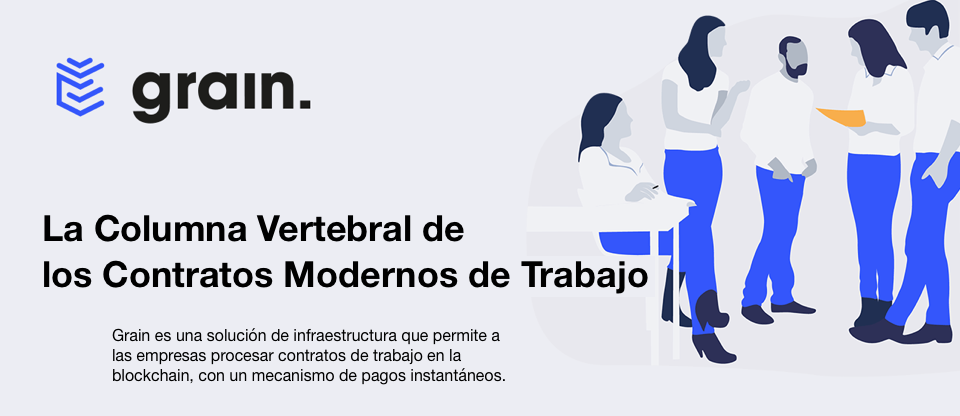 grain.
La Columna Vertebral de
los Contratos Modernos de Trabajo
Grain es una solución de infraestructura que permite a
las empresas procesar contratos de trabajo en la
blockchain, con un mecanismo de pagos instantáneos.